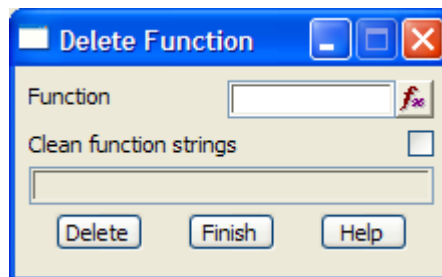 Delete Function
Function
Clean function strings
Delete Finish Help